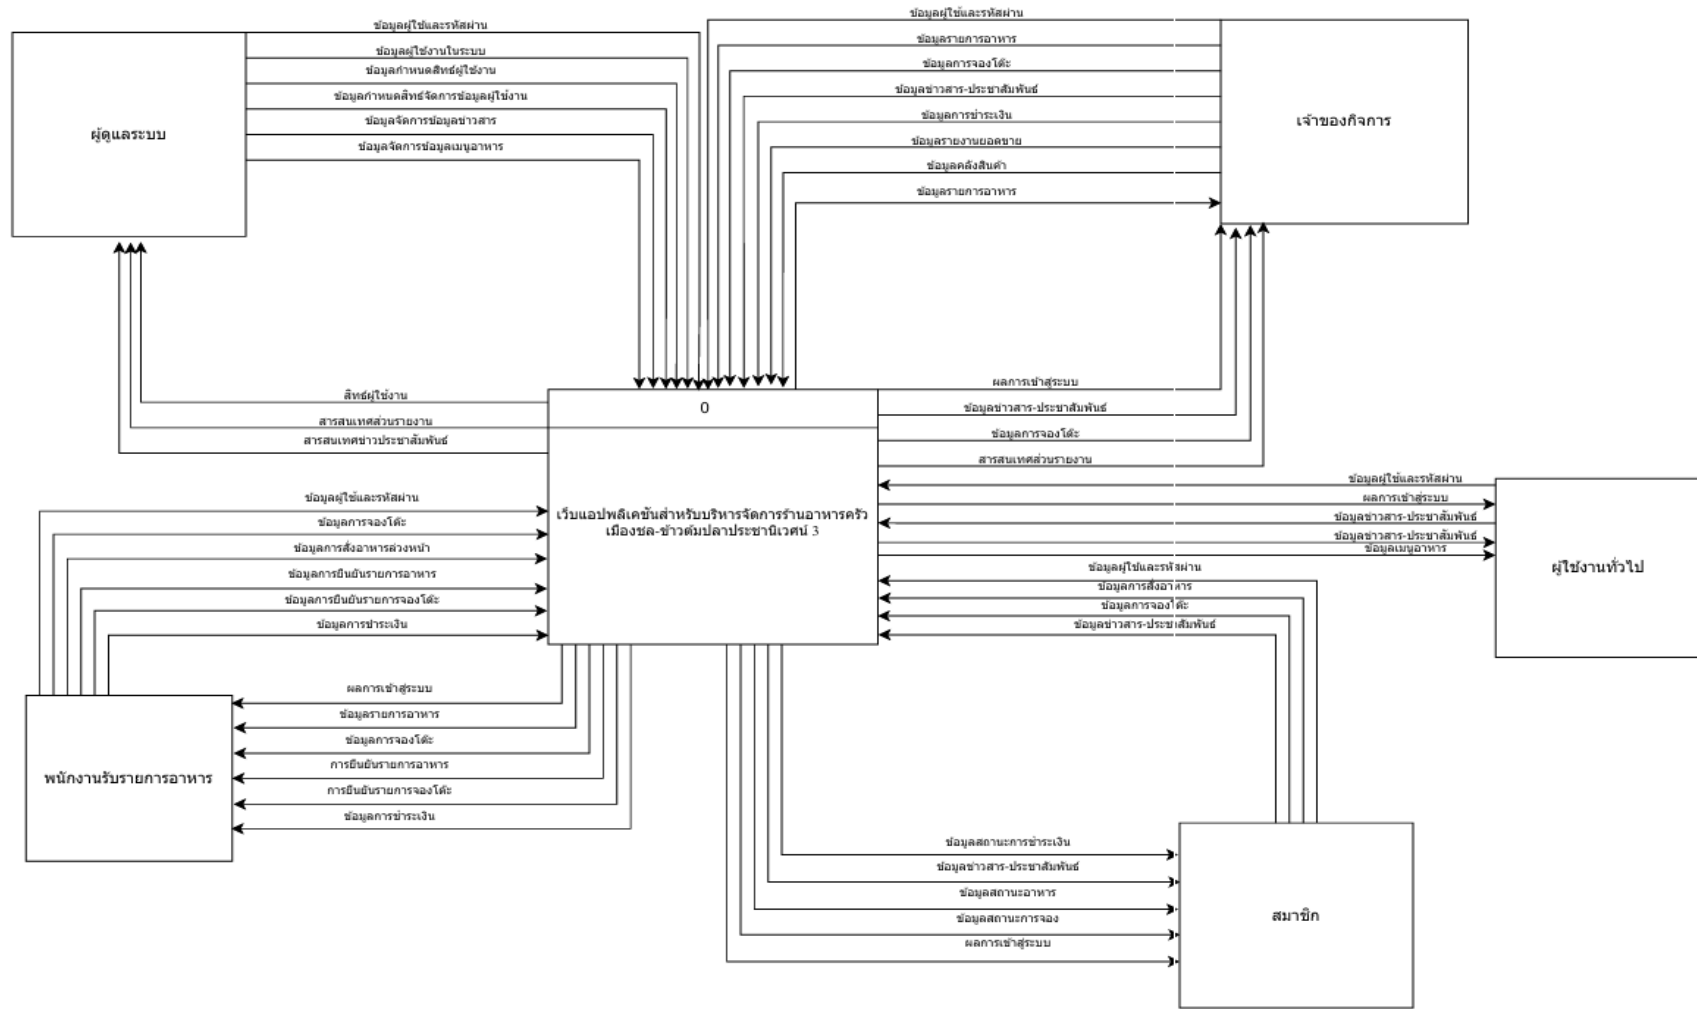 ข้อมูลผู้ใช้และรหัสผ่าน
ข้อมูลผู้ใช้งานในระบบ
ข้อมูลกำหนดสิทธ์ผู้ใช้งาน
ข้อมูลกำหนดสิทธ์จัดการข้อมูลผู้ใช้งาน
ข้อมูลจัดการข้อมูลข่าวสาร
ข้อมูลจัดการข้อมูลเมนูอาหาร
ผู้ดูแลระบบ
ข้อมูลผู้ใช้และรหัสผ่าน
ข้อมูลรายการอาหาร
ข้อมูลการจองโต๊ะ
ข้อมูลข่าวสาร-ประชาสัมพันธ์
ข้อมูลการชำระเงิน
ข้อมูลรายงานยอดขาย
ข้อมูลคลังสินค้า
ข้อมูลรายการอาหาร
เจ้าของกิจการ
สิทธ์ผู้ใช้งาน
สารสนเทศส่วนรายงาน
สารสนเทศข่าวประชาสัมพันธ์
0
เว็บแอปพลิเคชันสำหรับบริหารจัดการร้านอาหารครัว
เมืองชล-ข้าวต้มปลาประชานิเวศน์ 3
ผลการเข้าสู่ระบบ
ข้อมูลข่าวสาร-ประชาสัมพันธ์
ข้อมูลการจองโต๊ะ
สารสนเทศส่วนรายงาน
ข้อมูลผู้ใช้และรหัสผ่าน
ผลการเข้าสู่ระบบ
ข้อมูลข่าวสาร-ประชาสัมพันธ์
ข้อมูลข่าวสาร-ประชาสัมพันธ์
ข้อมูลเมนูอาหาร
ผู้ใช้งานทั่วไป
ข้อมูลผู้ใช้และรหัสผ่าน
ข้อมูลการสั่งอาหาร
ข้อมูลการจองโต๊ะ
ข้อมูลข่าวสาร-ประชาสัมพันธ์
ข้อมูลผู้ใช้และรหัสผ่าน
ข้อมูลการจองโต๊ะ
ข้อมูลการสั่งอาหารล่วงหน้า
ข้อมูลการยืนยันรายการอาหาร
ข้อมูลการยืนยันรายการจองโต๊ะ
ข้อมูลการชำระเงิน
ผลการเข้าสู่ระบบ
ข้อมูลรายการอาหาร
ข้อมูลการจองโต๊ะ
การยืนยันรายการอาหาร
การยืนยันรายการจองโต๊ะ
ข้อมูลการชำระเงิน
พนักงานรับรายการอาหาร
ข้อมูลสถานะการชำระเงิน
ข้อมูลข่าวสาร-ประชาสัมพันธ์
ข้อมูลสถานะอาหาร
ข้อมูลสถานะการจอง
ผลการเข้าสู่ระบบ
สมาชิก